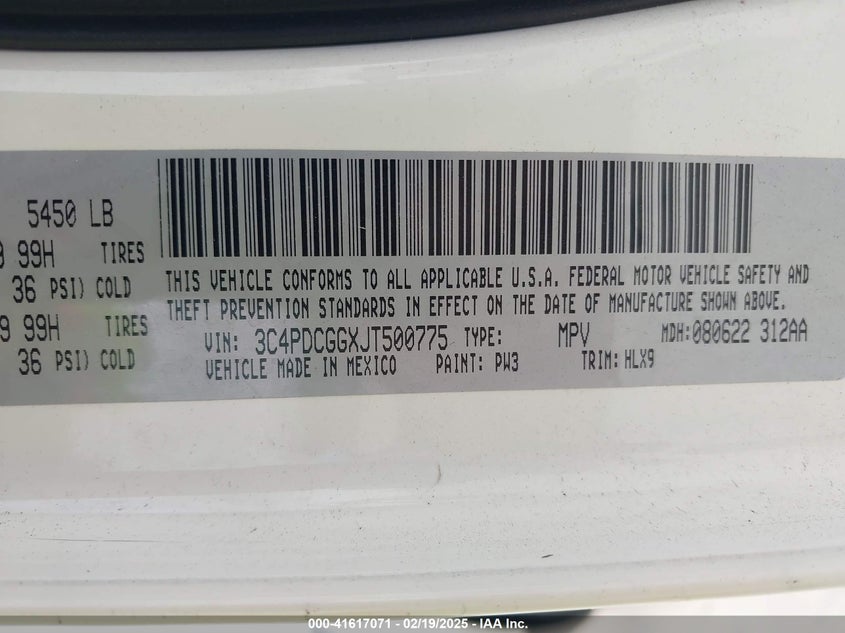 5450 LB
99H TIRES
36 PSI) COLD
THIS VEHICLE CONFORMS TO ALL APPLICABLE U.S.A. FEDERAL MOTOR VEHICLE SAFETY AND
THEFT PREVENTION STANDARDS IN EFFECT ON THE DATE OF MANUFACTURE SHOWN ABOVE.
9 99H TIRES
VIN: 3C4PDCGGXJT500775 TYPE: MPV MDH:080622 312AA
36 PSI) COLD
VEHICLE MADE IN MEXICO PAINT: PW3 TRIM: HLX9
000-41617071 - 02/19/2025 - IAA Inc.